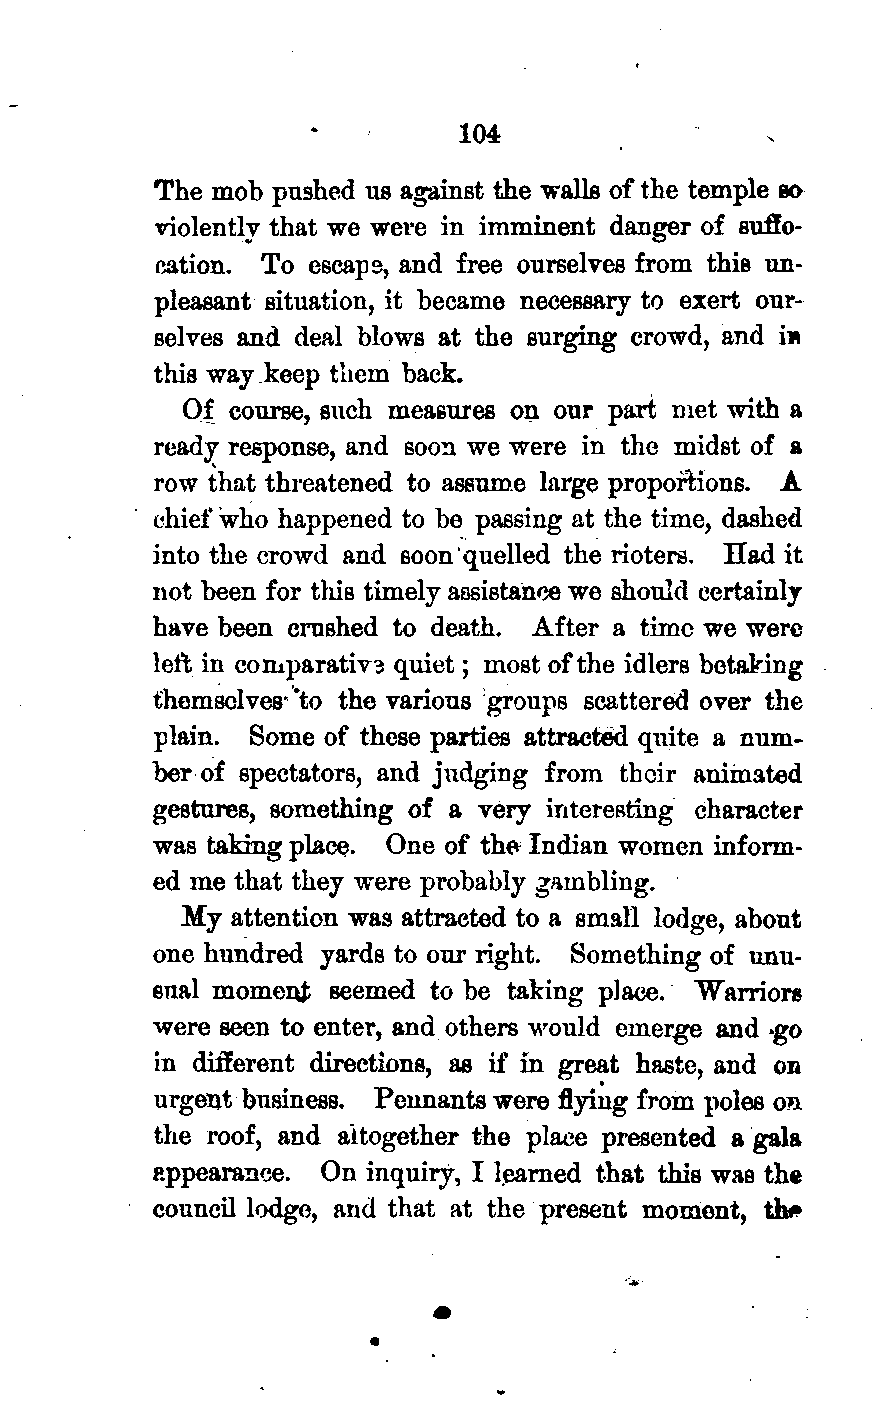 104
The mob pushed us against the walls of the temple so
violently that we were in imminent danger of suffo-
cation. To escape, and free ourselves from this un-
pleasant situation, it became necessary to exert our-
selves and deal blows at the surging crowd, and in
this way keep them back.
Of course, such measures on our part met with a
ready response, and soon we were in the midst of a
row that threatened to assume large proportions. A
chief who happened to be passing at the time, dashed
into the crowd and soon quelled the rioters. Had it
not been for this timely assistance we should certainly
have been crushed to death. After a time we were
left in comparative quiet ; most of the idlers betaking
themselves to the various groups scattered over the
plain. Some of these parties attracted quite a num-
ber of spectators, and judging from their animated
gestures, something of a very interesting character
was taking place. One of the Indian women inform-
ed me that they were probably gambling.
My attention was attracted to a small lodge, about
one hundred yards to our right. Something of unu-
sual moment seemed to be taking place. Warriors
were seen to enter, and others would emerge and go
in different directions, as if in great haste, and on
urgent business. Pennants were flying from poles on
the roof, and altogether the place presented a gala
appearance. On inquiry, I learned that this was the
council lodge, and that at the present moment, the